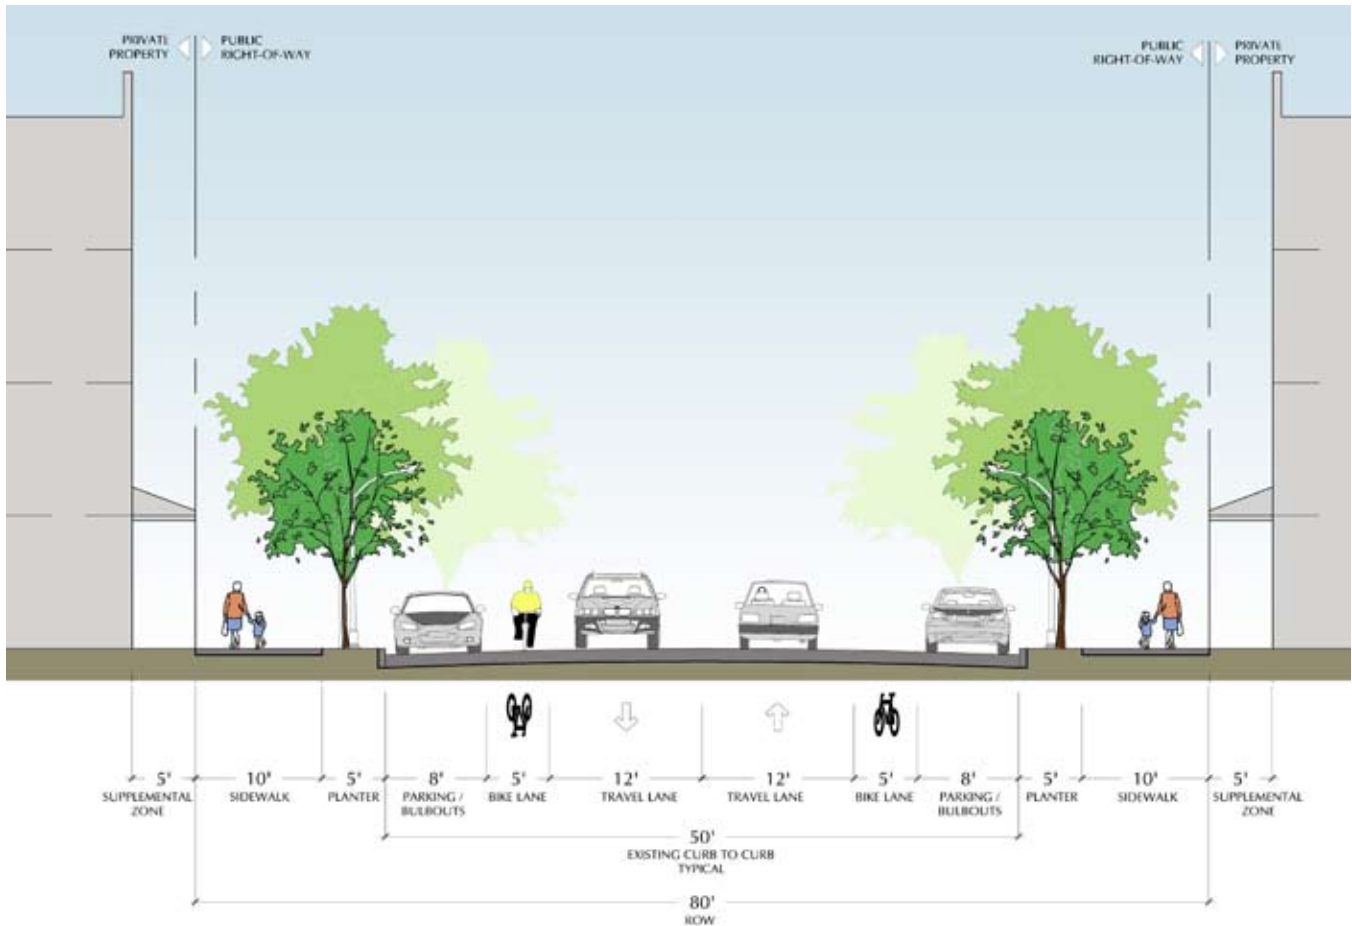 PRIVATE
PROPERTY
PUBLIC
RIGHT-OF-WAY
PUBLIC
RIGHT-OF-WAY
PRIVATE
PROPERTY
5' 10' 5' 8' 5' 12' 12' 5' 8' 5' 10' 5'
SUPPLEMENTAL
ZONE
SIDEWALK
PLANTER
PARKING /
BULBOUTS
BIKE LANE
TRAVEL LANE
TRAVEL LANE
BIKE LANE
PARKING /
BULBOUTS
PLANTER
SIDEWALK
SUPPLEMENTAL
ZONE
50'
EXISTING CURB TO CURB
TYPICAL
80'
ROW